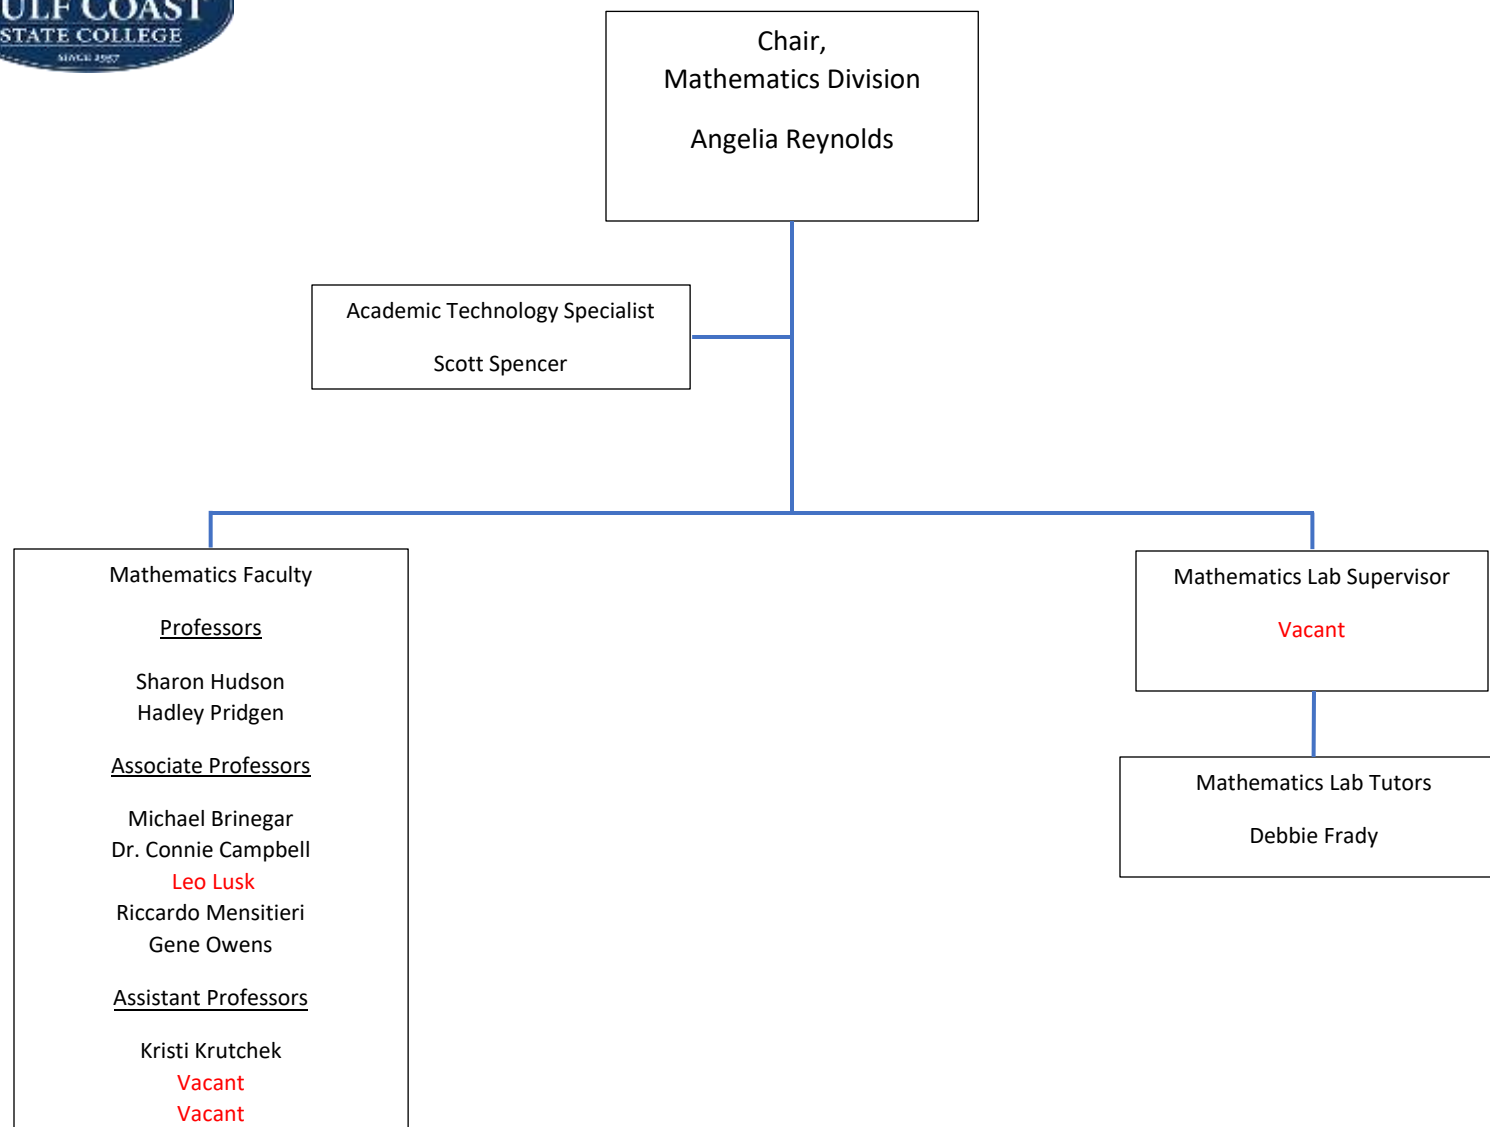 ULF COAST
STATE COLLEGE
SINCE 1957
Chair,
Mathematics Division
Angelia Reynolds
Academic Technology Specialist
Scott Spencer
Mathematics Faculty
Professors
Sharon Hudson
Hadley Pridgen
Associate Professors
Michael Brinegar
Dr. Connie Campbell
Leo Lusk
Riccardo Mensitieri
Gene Owens
Assistant Professors
Kristi Krutchek
Vacant
Vacant
Mathematics Lab Supervisor
Vacant
Mathematics Lab Tutors
Debbie Frady